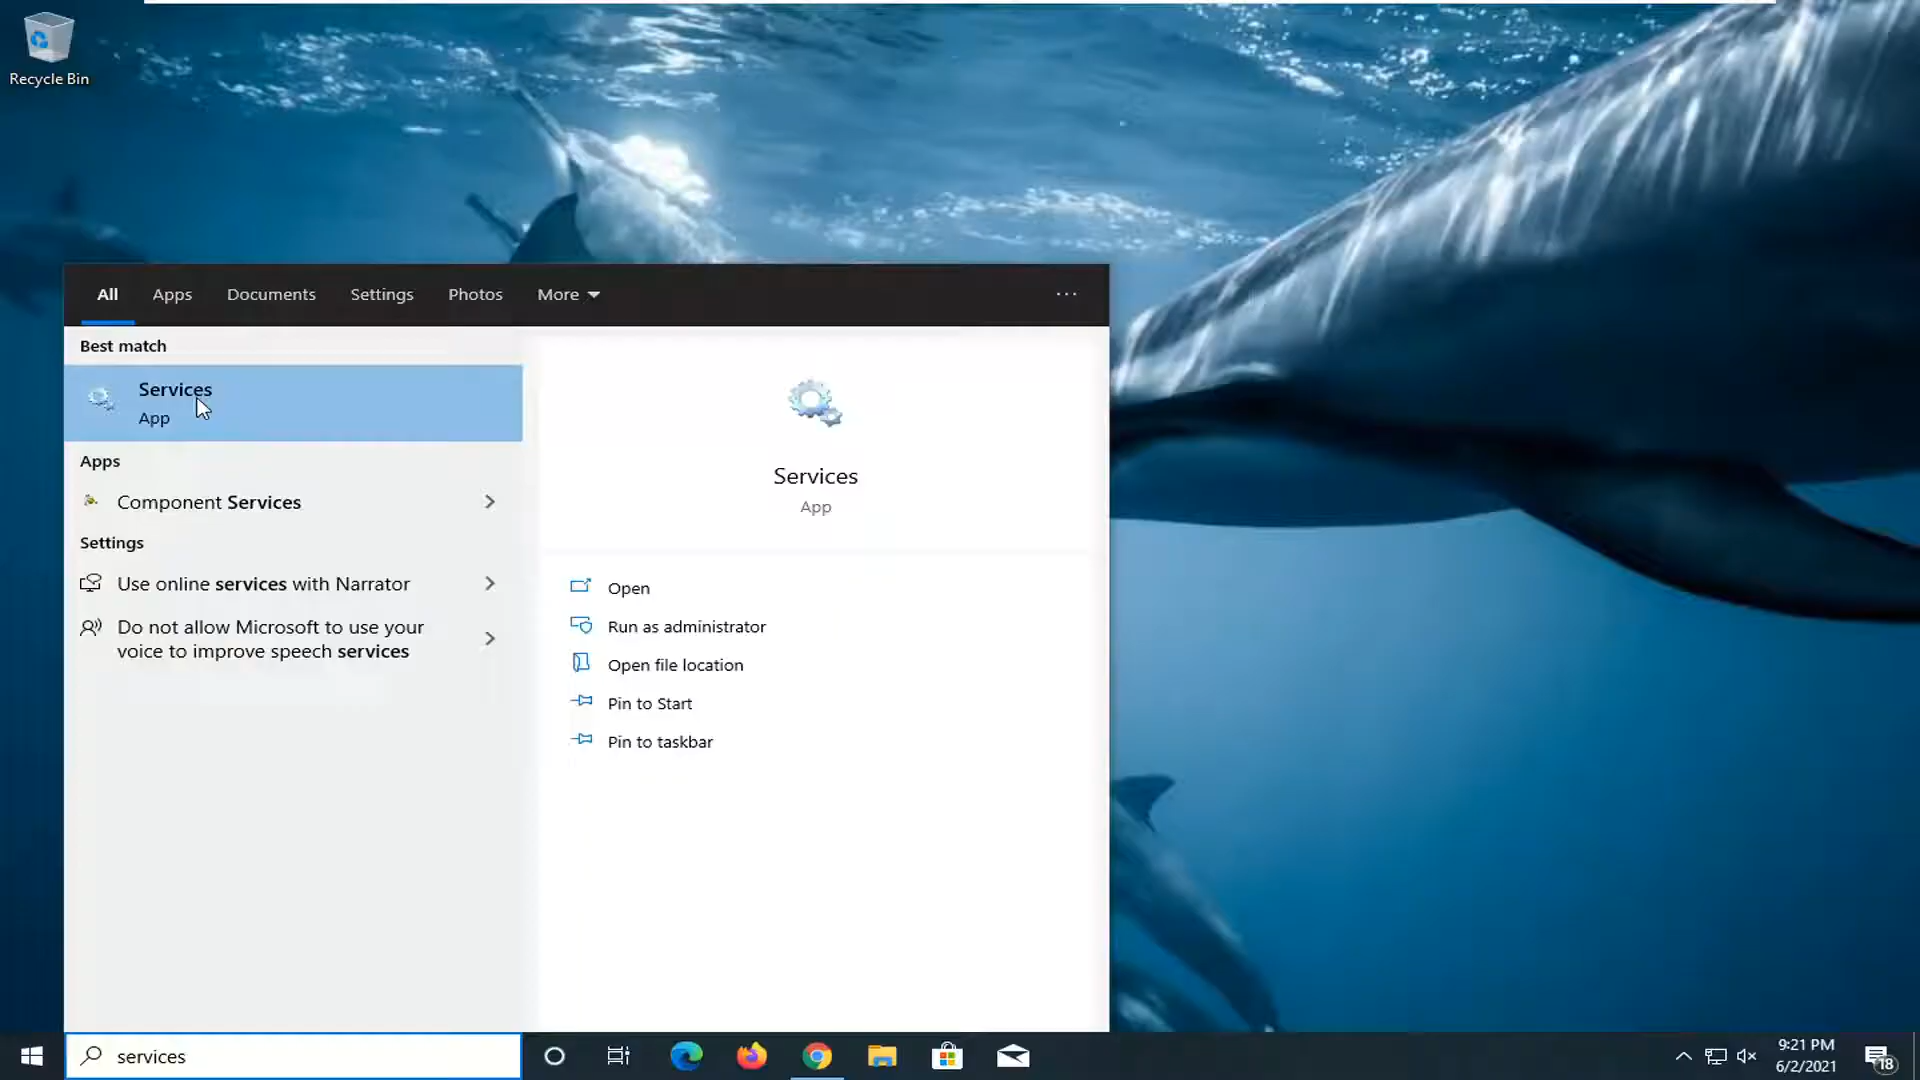 Recycle Bin
All Apps Documents Settings Photos More ...
Best match
Services
App
Apps
Component Services
Settings
Use online services with Narrator
Do not allow Microsoft to use your
voice to improve speech services
Services
App
Open
Run as administrator
Open file location
Pin to Start
Pin to taskbar
services
9:21 PM
6/2/2021
18